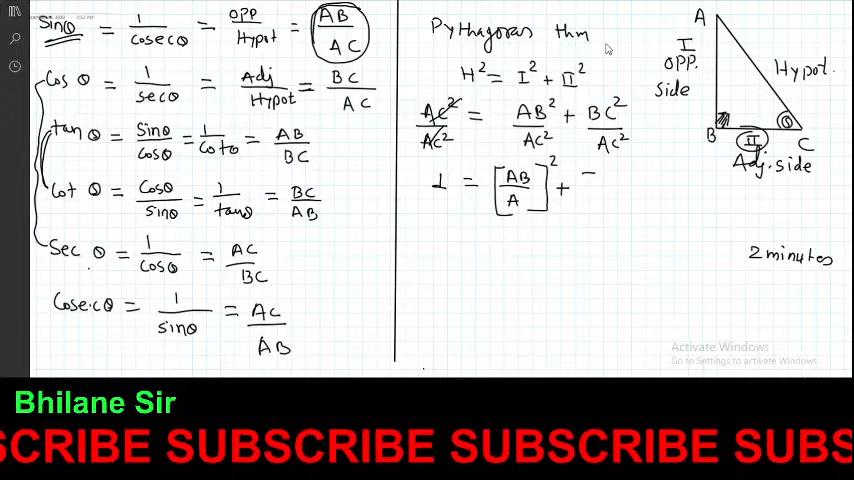 Sinθ = 1/cosecθ = OPP/Hypot = AB/AC
Cos θ = 1/secθ = Adj/Hypot = BC/AC
tan θ = Sinθ/cosθ = 1/cotθ = AB/BC
Cot θ = Cosθ/sinθ = 1/tanθ = BC/AB
Sec θ = 1/cosθ = AC/BC
Cosecθ = 1/sinθ = AC/AB
Pythagoras thm
H² = I² + II²
AC²/AC² = AB²/AC² + BC²/AC²
1 = [AB/A]² +
A
I
OPP.
side
Hypot.
B
θ
C
II
Adj. side
2 minutes
Activate Windows
Go to Settings to activate Windows
Bhilane Sir
SCRIBE SUBSCRIBE SUBSCRIBE SUBS